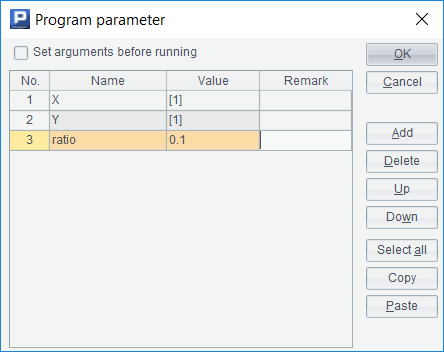 Program parameter
Set arguments before running
No. Name Value Remark
1 X [1]
2 Y [1]
3 ratio 0.1
OK
Cancel
Add
Delete
Up
Down
Select all
Copy
Paste